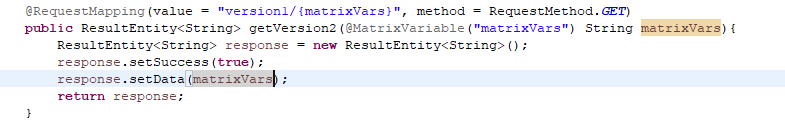 @RequestMapping(value = "version1/{matrixVars}", method = RequestMethod.GET)
public ResultEntity<String> getVersion2(@MatrixVariable("matrixVars") String matrixVars){
ResultEntity<String> response = new ResultEntity<String>();
response.setSuccess(true);
response.setData(matrixVars);
return response;
}